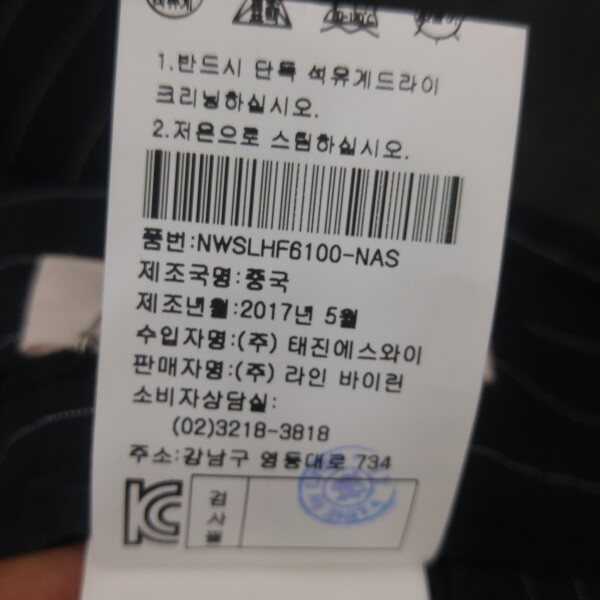 1.반드시 단독 석유계드라이
크리닝하십시오.
2.저온으로 스팀하십시오.
품번:NWSLHF6100-NAS
제조국명:중국
제조년월:2017년 5월
수입자명:(주) 태진에스와이
판매자명:(주) 라인 바이린
소비자상담실:
(02)3218-3818
주소:강남구 영동대로 734
검사필